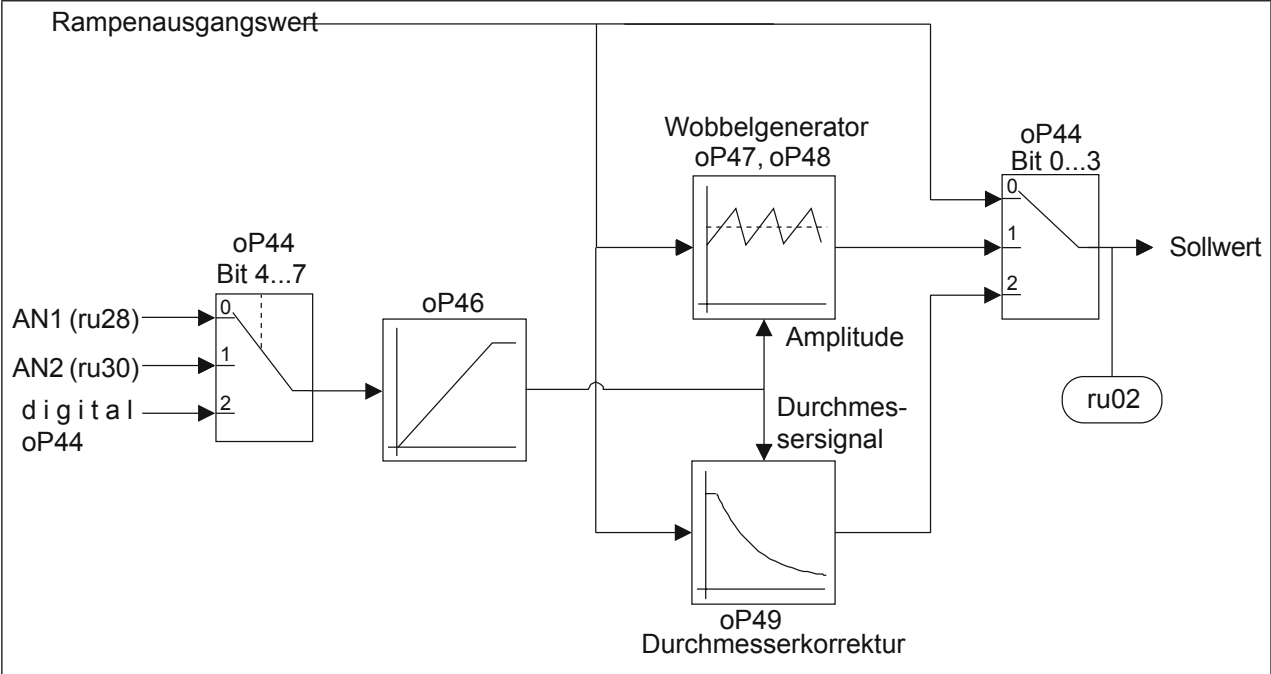 Rampenausgangswert
Wobbelgenerator
oP47, oP48
oP44
Bit 0...3
0
1
2
Sollwert
oP44
Bit 4...7
AN1 (ru28)
0
AN2 (ru30)
1
digital
oP44
2
oP46
Amplitude
Durchmes-
sersignal
ru02
oP49
Durchmesserkorrektur